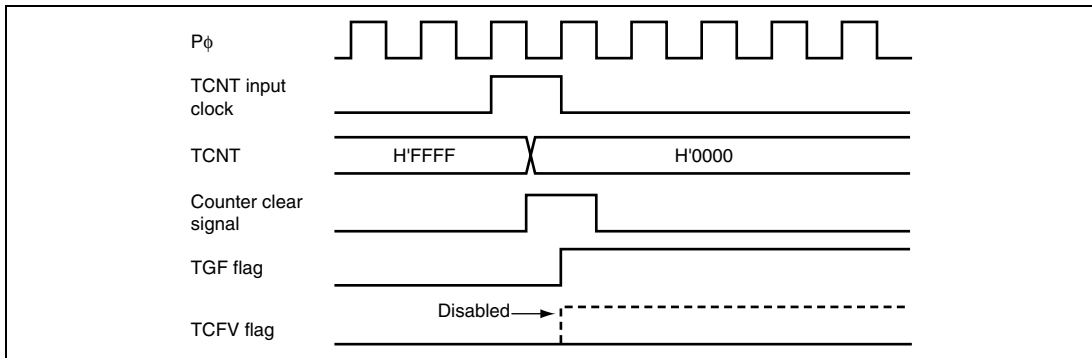 Pϕ
TCNT input
clock
TCNT
H'FFFF
H'0000
Counter clear
signal
TGF flag
Disabled
TCFV flag